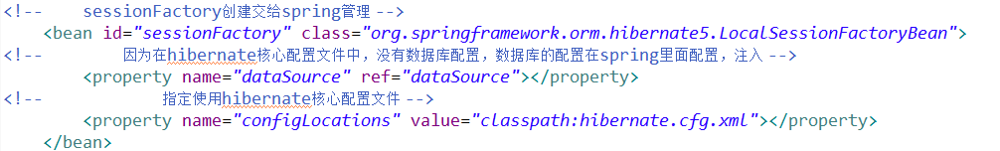 <!-- sessionFactory创建交给spring管理 -->
<bean id="sessionFactory" class="org.springframework.orm.hibernate5.LocalSessionFactoryBean">
<!-- 因为在hibernate核心配置文件中，没有数据库配置，数据库的配置在spring里面配置，注入 -->
<property name="dataSource" ref="dataSource"></property>
<!-- 指定使用hibernate核心配置文件 -->
<property name="configLocations" value="classpath:hibernate.cfg.xml"></property>
</bean>